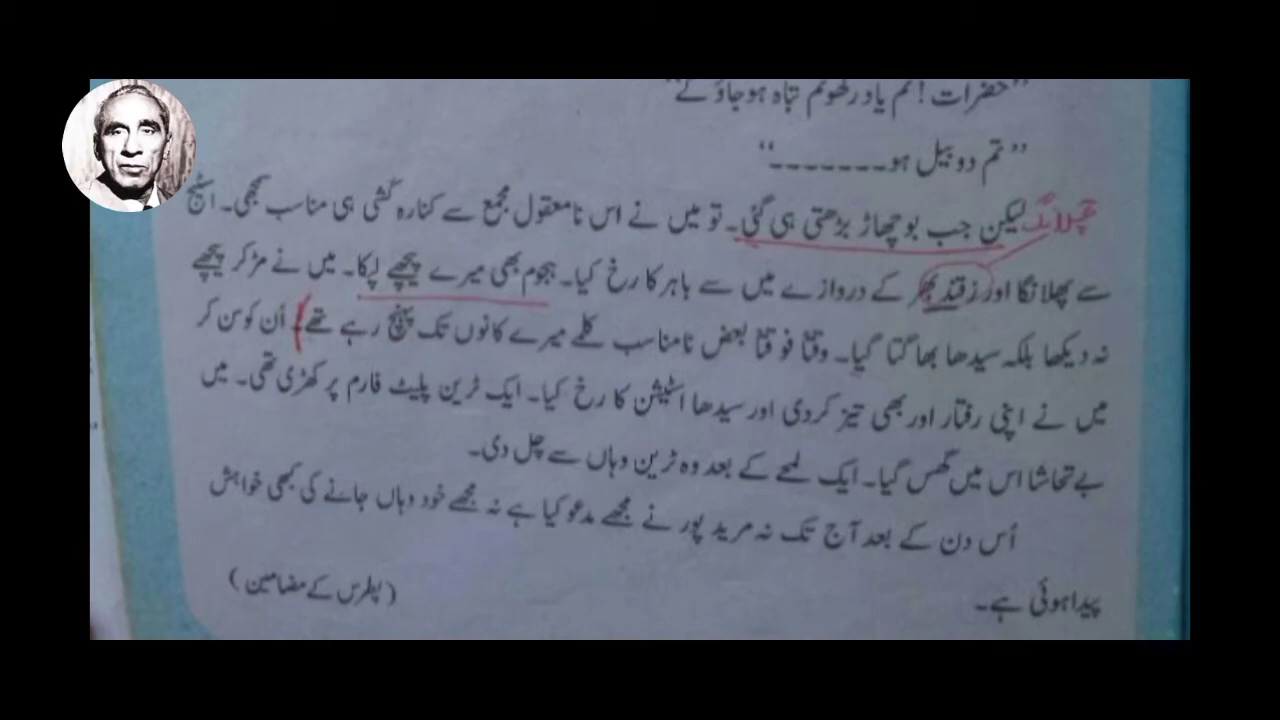 ”حضرات! تم یاد رکھو تم تباہ ہو جاؤ گے“
”تم دو بیل ہو۔۔۔۔۔۔۔“
چھلانگ
لیکن جب بوچھاڑ بڑھتی ہی گئی۔ تو میں نے اس نامعقول مجمع سے کنارہ کشی ہی مناسب سمجھی۔ اسٹیج
سے پھلانگا اور زقند بھر کے دروازے میں سے باہر کا رخ کیا۔ ہجوم بھی میرے پیچھے لپکا۔ میں نے مڑ کر پیچھے
نہ دیکھا بلکہ سیدھا بھاگتا گیا۔ وقتاً فوقتاً بعض نامناسب کلمے میرے کانوں تک پہنچ رہے تھے۔ اُن کو سن کر
میں نے اپنی رفتار اور بھی تیز کر دی اور سیدھا اسٹیشن کا رخ کیا۔ ایک ٹرین پلیٹ فارم پر کھڑی تھی۔ میں
بے تحاشا اس میں گھس گیا۔ ایک لمحے کے بعد وہ ٹرین وہاں سے چل دی۔
اُس دن کے بعد آج تک نہ مرید پور نے مجھے مدعو کیا ہے نہ مجھے خود وہاں جانے کی کبھی خواہش
پیدا ہوئی ہے۔
(پطرس کے مضامین)